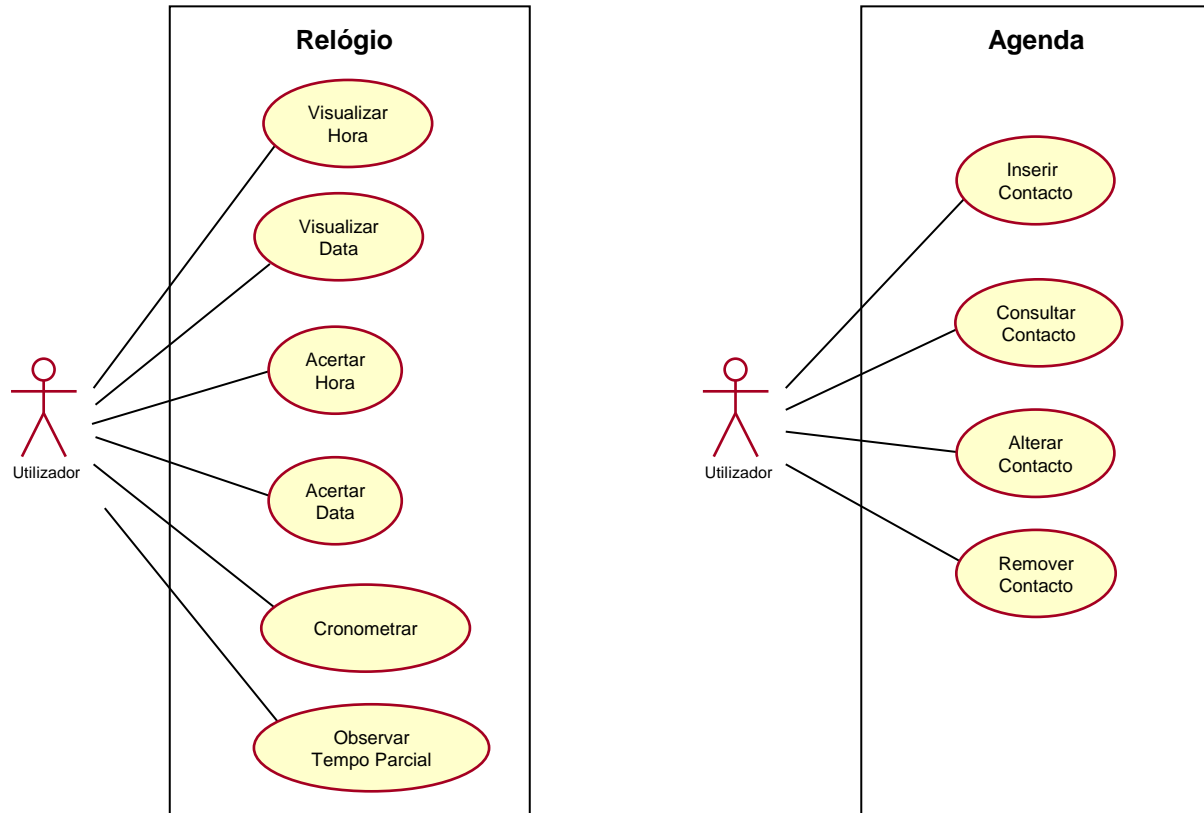 Relógio
Visualizar
Hora
Visualizar
Data
Acertar
Hora
Acertar
Data
Cronometrar
Observar
Tempo Parcial
Utilizador
Agenda
Inserir
Contacto
Consultar
Contacto
Alterar
Contacto
Remover
Contacto
Utilizador